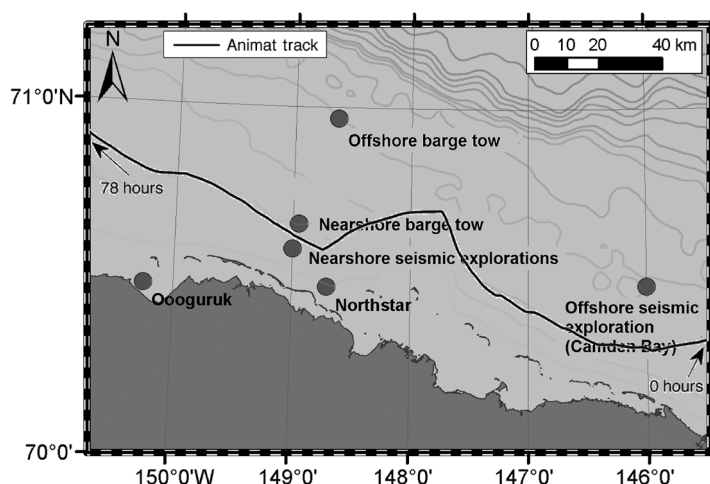 N
Animat track
0 10 20 40 km
71°0'N
Offshore barge tow
78 hours
Nearshore barge tow
Nearshore seismic explorations
Oooguruk
Northstar
Offshore seismic
exploration
(Camden Bay)
0 hours
70°0'
150°0'W 149°0' 148°0' 147°0' 146°0'